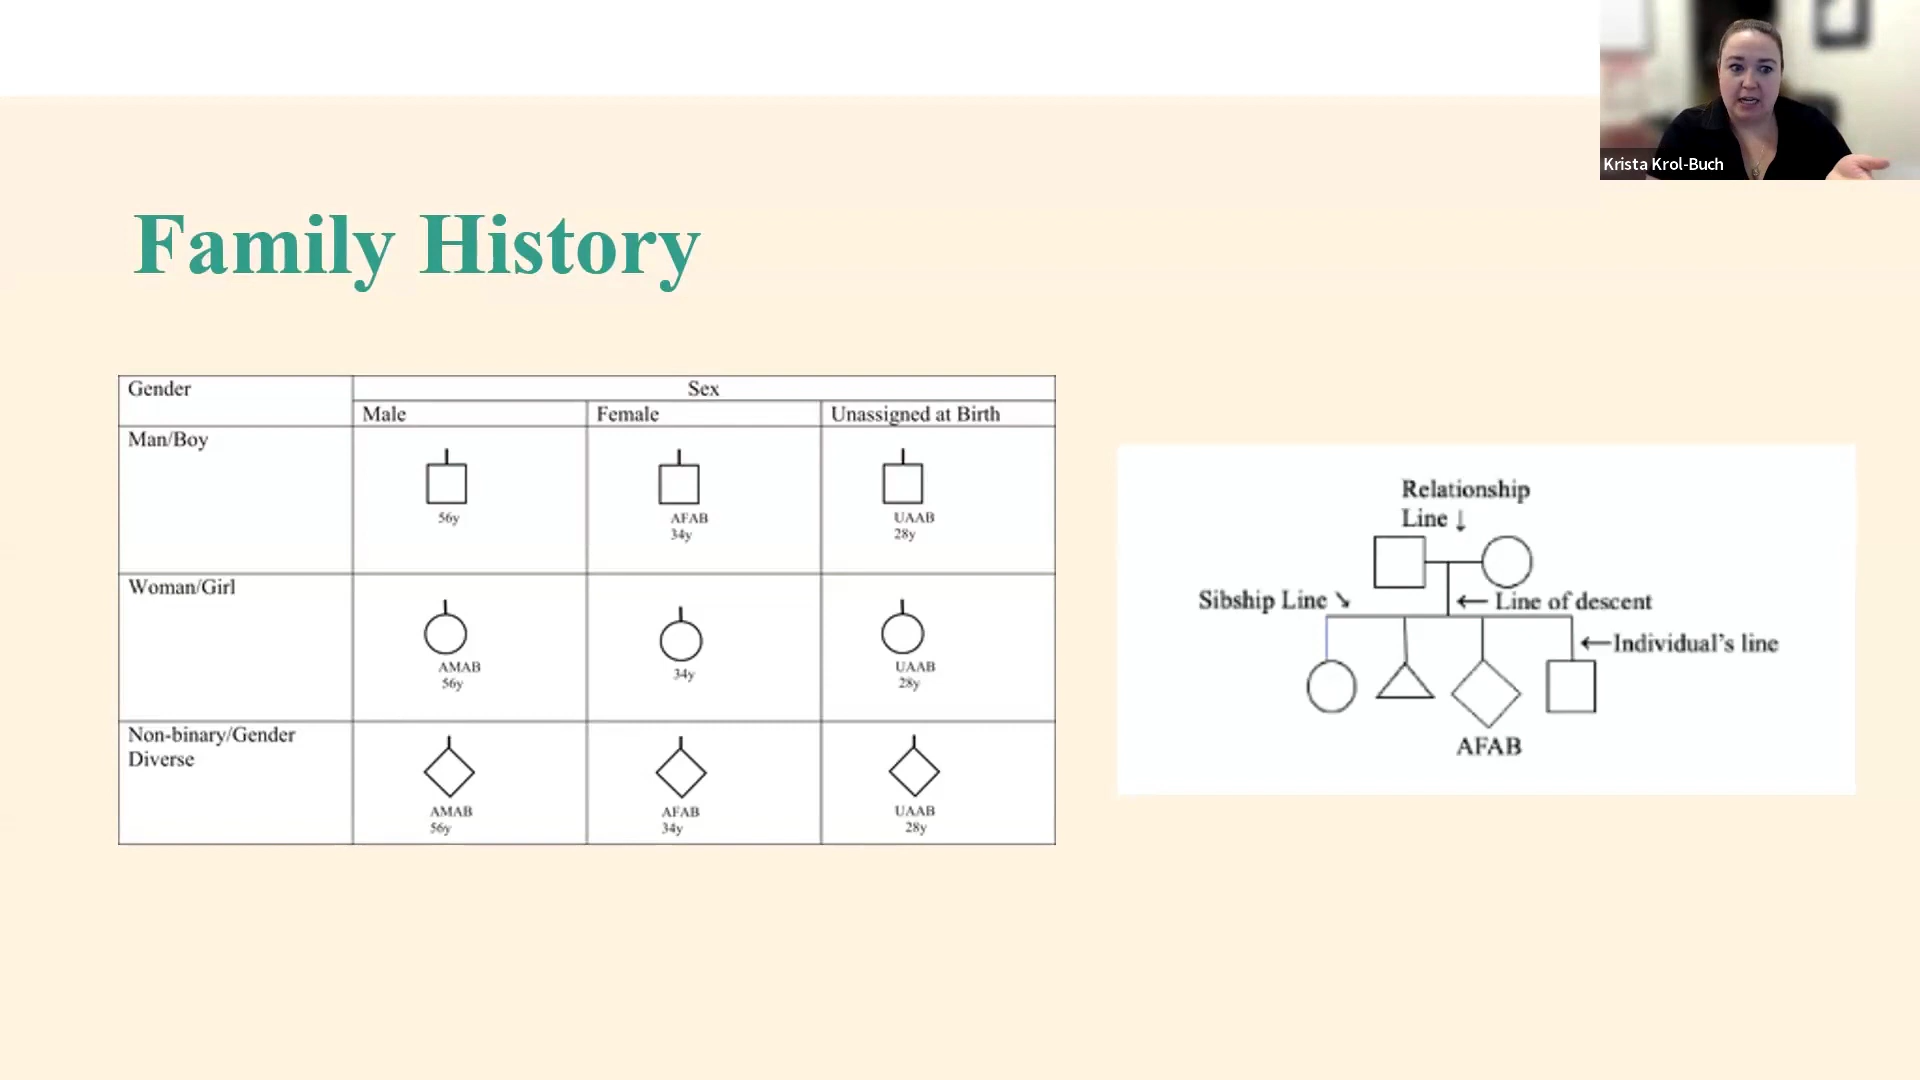 Krista Krol-Buch
Family History
Gender
Sex
Male
Female
Unassigned at Birth
Man/Boy
56y
AFAB
34y
UAAB
28y
Woman/Girl
AMAB
56y
34y
UAAB
28y
Non-binary/Gender
Diverse
AMAB
56y
AFAB
34y
UAAB
28y
Relationship
Line ↓
Sibship Line ↘
← Line of descent
←Individual's line
AFAB